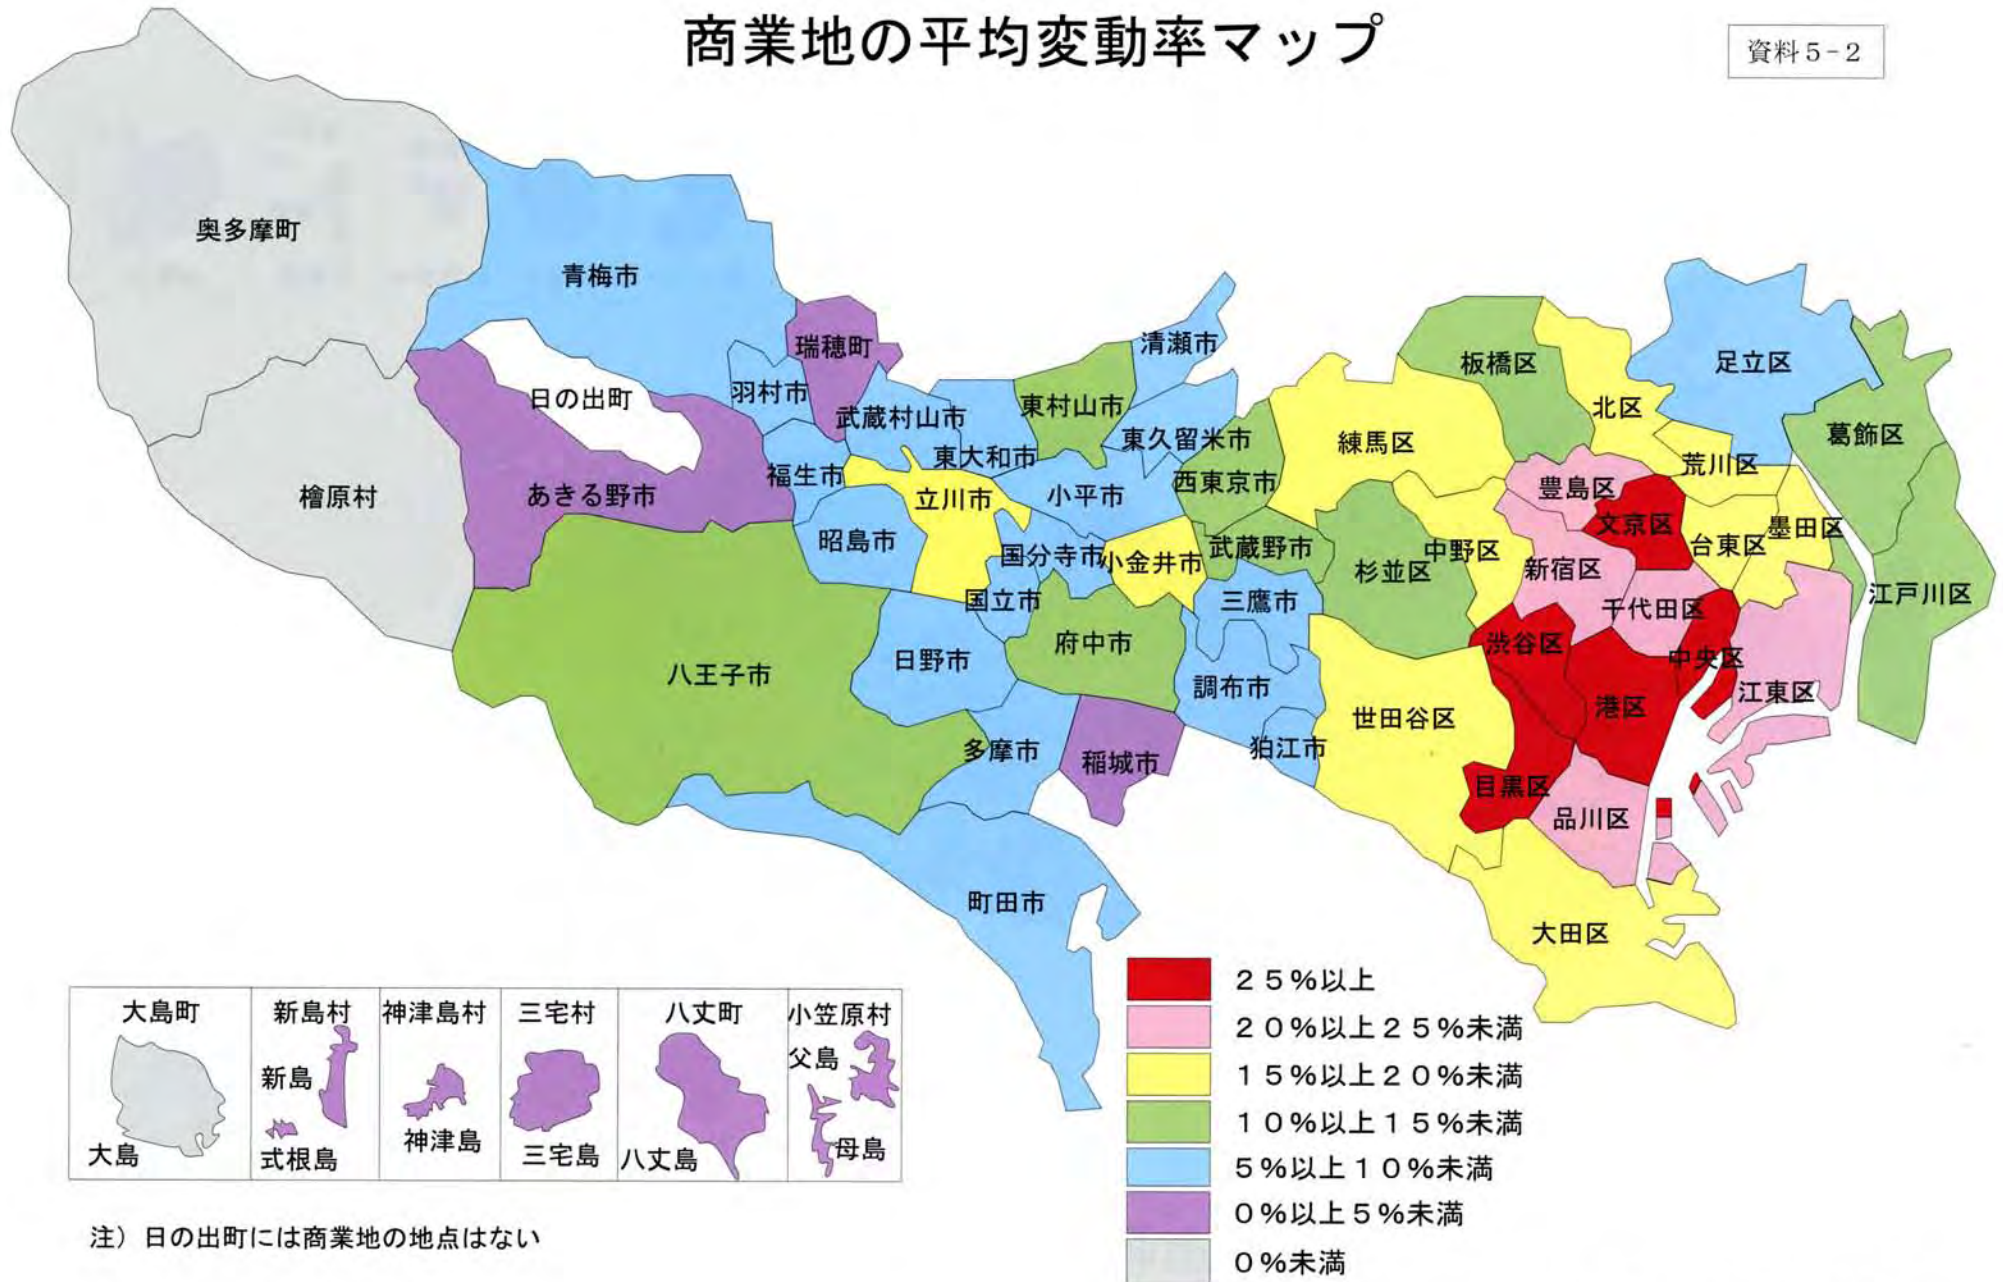 商業地の平均変動率マップ
資料５-２
奥多摩町
青梅市
瑞穂町
清瀬市
日の出町
羽村市
武蔵村山市
東村山市
東大和市
東久留米市
檜原村
あきる野市
福生市
立川市
小平市
西東京市
昭島市
国分寺市
小金井市
武蔵野市
国立市
三鷹市
八王子市
日野市
府中市
調布市
多摩市
稲城市
狛江市
町田市
板橋区
北区
足立区
葛飾区
練馬区
荒川区
豊島区
文京区
台東区
墨田区
杉並区
中野区
新宿区
千代田区
江戸川区
渋谷区
中央区
江東区
世田谷区
港区
目黒区
品川区
大田区
大島町
新島村
神津島村
三宅村
八丈町
小笠原村
父島
新島
神津島
母島
大島
式根島
三宅島
八丈島
２５％以上
２０％以上２５％未満
１５％以上２０％未満
１０％以上１５％未満
５％以上１０％未満
０％以上５％未満
０％未満
注）日の出町には商業地の地点はない